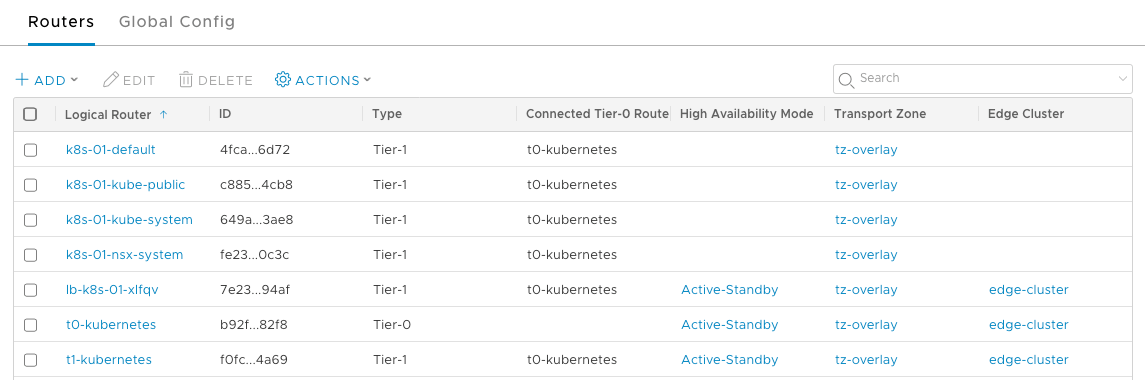 Routers Global Config
+ ADD EDIT DELETE ACTIONS Search
Logical Router ↑ ID Type Connected Tier-0 Route High Availability Mode Transport Zone Edge Cluster
k8s-01-default 4fca...6d72 Tier-1 t0-kubernetes tz-overlay
k8s-01-kube-public c885...4cb8 Tier-1 t0-kubernetes tz-overlay
k8s-01-kube-system 649a...3ae8 Tier-1 t0-kubernetes tz-overlay
k8s-01-nsx-system fe23...0c3c Tier-1 t0-kubernetes tz-overlay
lb-k8s-01-xlfqv 7e23...94af Tier-1 t0-kubernetes Active-Standby tz-overlay edge-cluster
t0-kubernetes b92f...82f8 Tier-0 Active-Standby tz-overlay edge-cluster
t1-kubernetes f0fc...4a69 Tier-1 t0-kubernetes Active-Standby tz-overlay edge-cluster